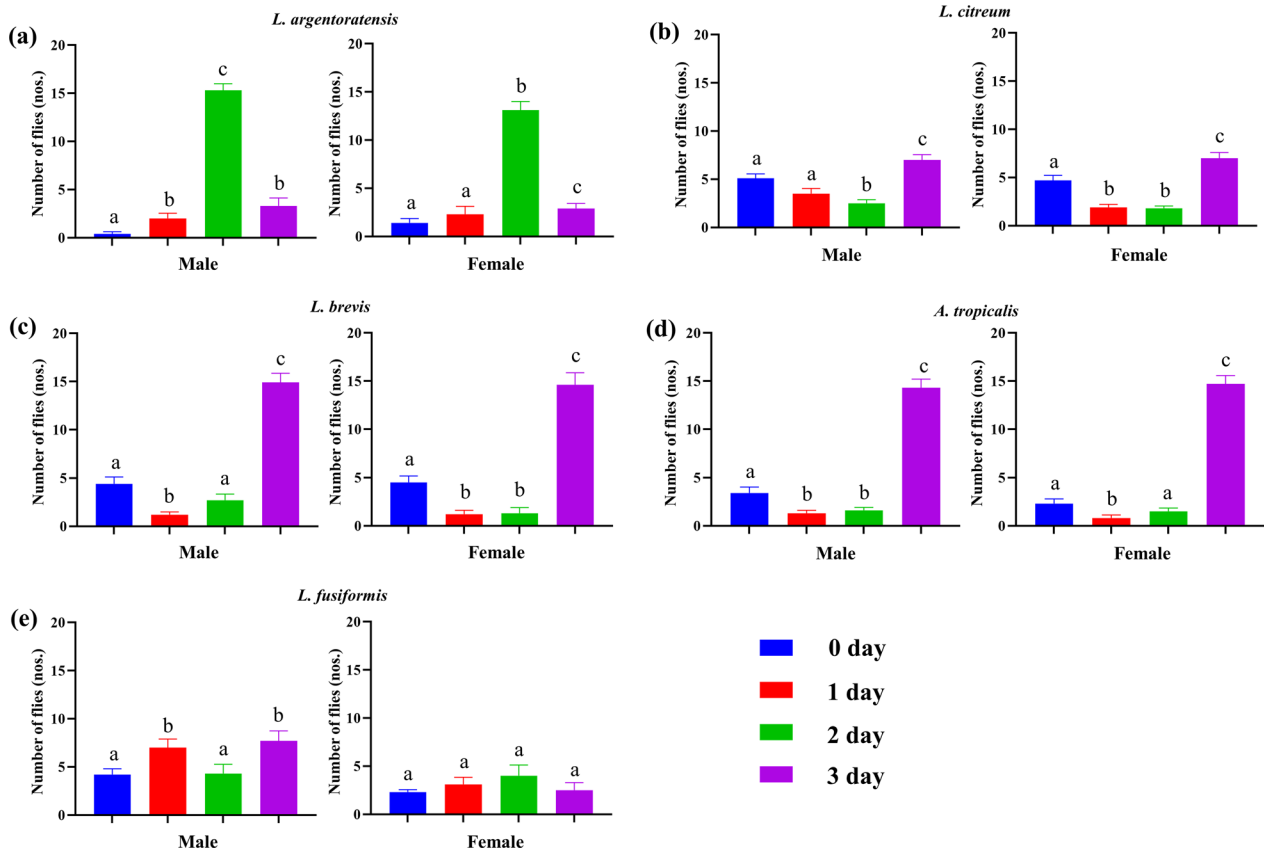 L. argentoratensis
(a)
Number of flies (nos.)
20
15
10
5
0
a
b
c
b
Male
Number of flies (nos.)
20
15
10
5
0
a
a
b
c
Female
L. citreum
(b)
Number of flies (nos.)
20
15
10
5
0
a
a
b
c
Male
Number of flies (nos.)
20
15
10
5
0
a
b
b
c
Female
L. brevis
(c)
Number of flies (nos.)
20
15
10
5
0
a
b
a
c
Male
Number of flies (nos.)
20
15
10
5
0
a
b
b
c
Female
A. tropicalis
(d)
Number of flies (nos.)
20
15
10
5
0
a
b
b
c
Male
Number of flies (nos.)
20
15
10
5
0
a
b
a
c
Female
L. fusiformis
(e)
Number of flies (nos.)
20
15
10
5
0
a
b
a
b
Male
Number of flies (nos.)
20
15
10
5
0
a
a
a
a
Female
0 day
1 day
2 day
3 day